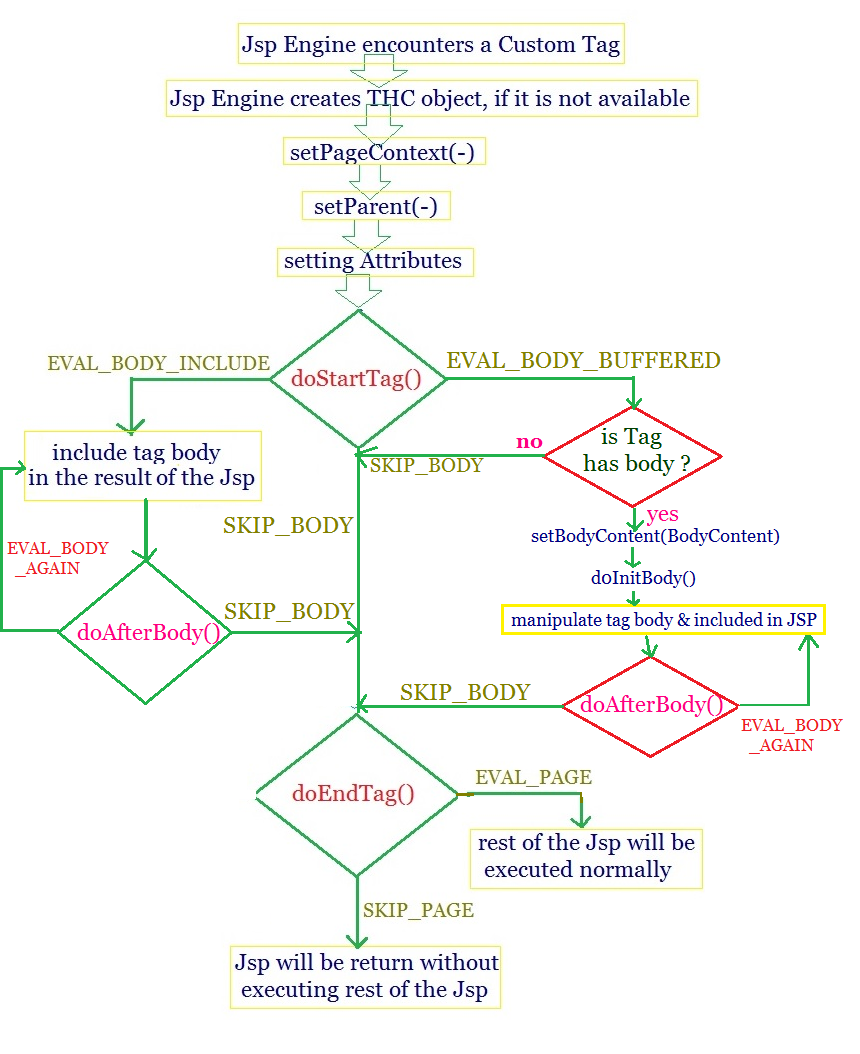 Jsp Engine encounters a Custom Tag
Jsp Engine creates THC object, if it is not available
setPageContext(-)
setParent(-)
setting Attributes
EVAL_BODY_INCLUDE
doStartTag()
EVAL_BODY_BUFFERED
include tag body
in the result of the Jsp
no
SKIP_BODY
is Tag
has body ?
yes
SKIP_BODY
setBodyContent(BodyContent)
EVAL_BODY
_AGAIN
doInitBody()
doAfterBody()
SKIP_BODY
manipulate tag body & included in JSP
SKIP_BODY
doAfterBody()
EVAL_BODY
_AGAIN
doEndTag()
EVAL_PAGE
rest of the Jsp will be
executed normally
SKIP_PAGE
Jsp will be return without
executing rest of the Jsp